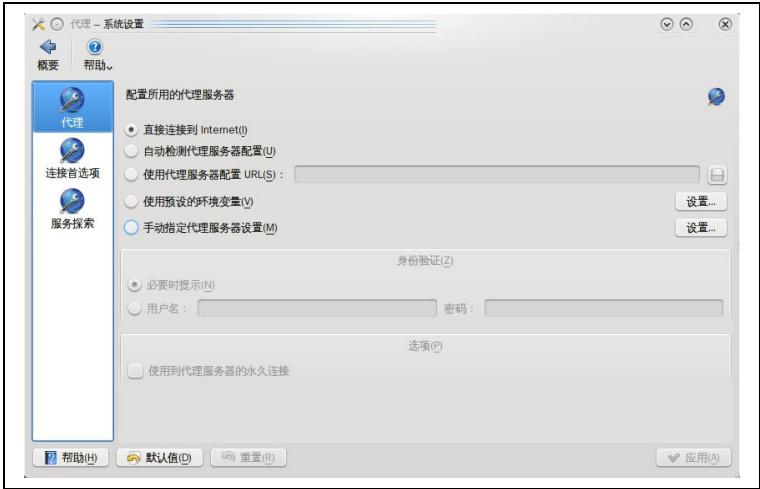 代理 – 系统设置
概要 帮助
代理
连接首选项
服务探索
配置所用的代理服务器
直接连接到 Internet(I)
自动检测代理服务器配置(U)
使用代理服务器配置 URL(S)：
使用预设的环境变量(V) 设置...
手动指定代理服务器设置(M) 设置...
身份验证(Z)
必要时提示(N)
用户名： 密码：
选项(P)
使用到代理服务器的永久连接
帮助(H) 默认值(D) 重置(R) 应用(A)